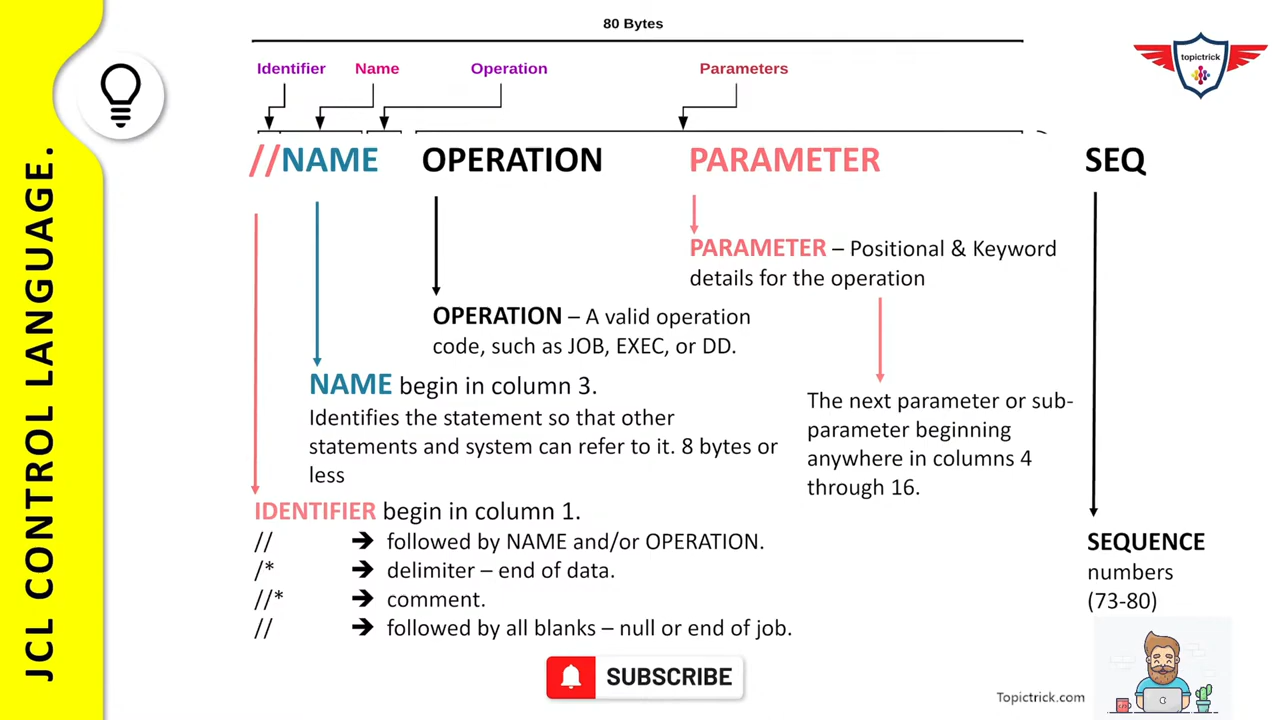 80 Bytes
Identifier Name Operation Parameters
topictrick
//NAME OPERATION PARAMETER SEQ
PARAMETER – Positional & Keyword
details for the operation
OPERATION – A valid operation
code, such as JOB, EXEC, or DD.
NAME begin in column 3.
Identifies the statement so that other
statements and system can refer to it. 8 bytes or
less
The next parameter or sub-
parameter beginning
anywhere in columns 4
through 16.
IDENTIFIER begin in column 1.
// ➔ followed by NAME and/or OPERATION.
/* ➔ delimiter – end of data.
//* ➔ comment.
// ➔ followed by all blanks – null or end of job.
SEQUENCE
numbers
(73-80)
SUBSCRIBE
Topictrick.com
JCL CONTROL LANGUAGE.